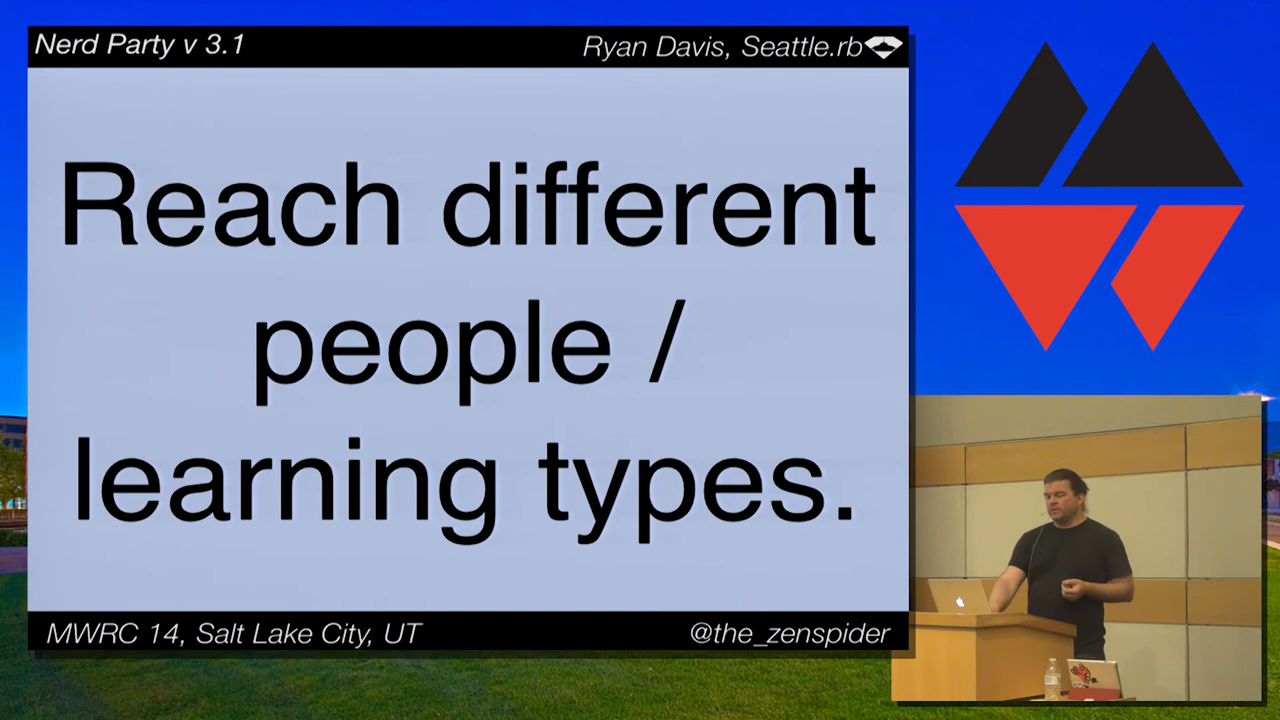 Nerd Party v 3.1
Ryan Davis, Seattle.rb
Reach different
people /
learning types.
MWRC 14, Salt Lake City, UT
@the_zenspider